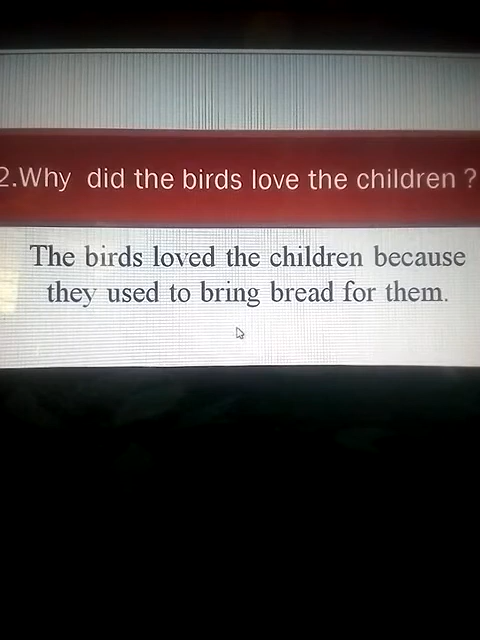 2.Why did the birds love the children ?
The birds loved the children because
they used to bring bread for them.